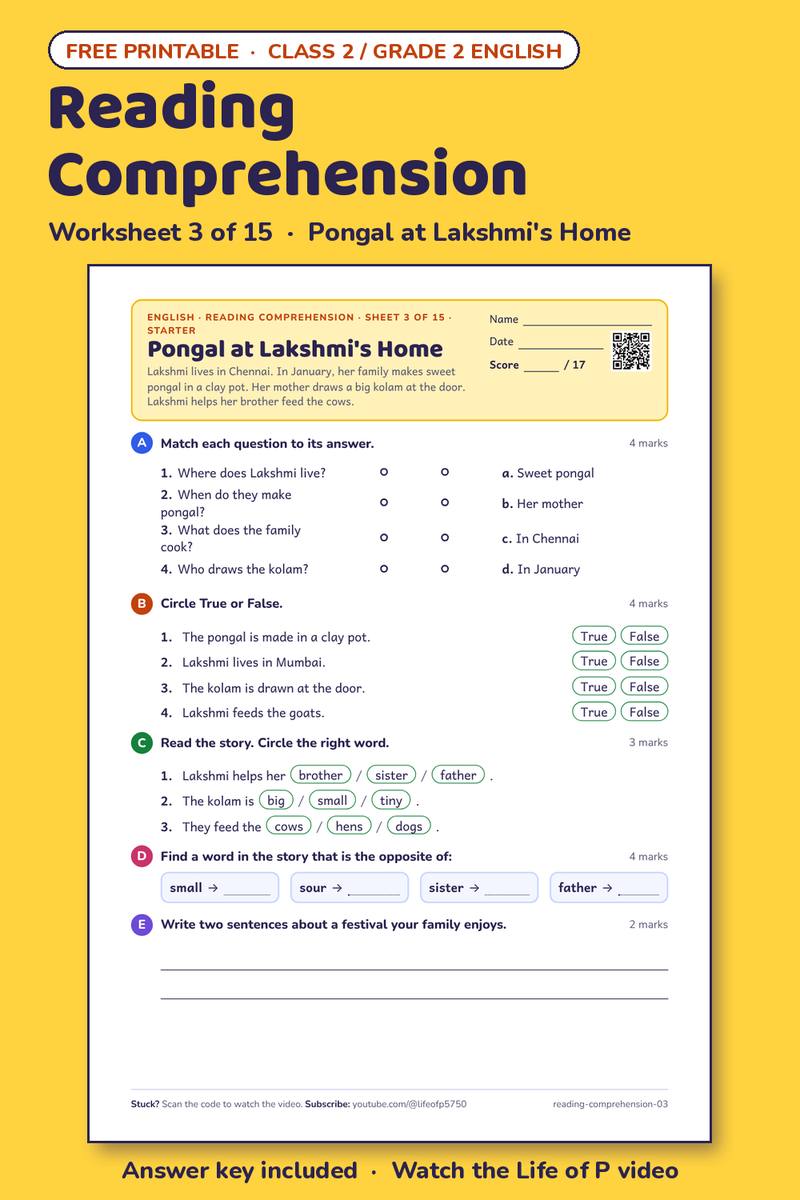 FREE PRINTABLE · CLASS 2 / GRADE 2 ENGLISH
Reading
Comprehension
Worksheet 3 of 15 · Pongal at Lakshmi's Home
ENGLISH · READING COMPREHENSION · SHEET 3 OF 15 ·
STARTER
Pongal at Lakshmi's Home
Lakshmi lives in Chennai. In January, her family makes sweet
pongal in a clay pot. Her mother draws a big kolam at the door.
Lakshmi helps her brother feed the cows.
Name ____
Date ____
Score ____ / 17
A Match each question to its answer. 4 marks
1. Where does Lakshmi live? a. Sweet pongal
2. When do they make
pongal? b. Her mother
3. What does the family
cook? c. In Chennai
4. Who draws the kolam? d. In January
B Circle True or False. 4 marks
1. The pongal is made in a clay pot. True False
2. Lakshmi lives in Mumbai. True False
3. The kolam is drawn at the door. True False
4. Lakshmi feeds the goats. True False
C Read the story. Circle the right word. 3 marks
1. Lakshmi helps her brother / sister / father .
2. The kolam is big / small / tiny .
3. They feed the cows / hens / dogs .
D Find a word in the story that is the opposite of: 4 marks
small → ____ sour → ____ sister → ____ father → ____
E Write two sentences about a festival your family enjoys. 2 marks
Stuck? Scan the code to watch the video. Subscribe: youtube.com/@lifeofp5750 reading-comprehension-03
Answer key included · Watch the Life of P video